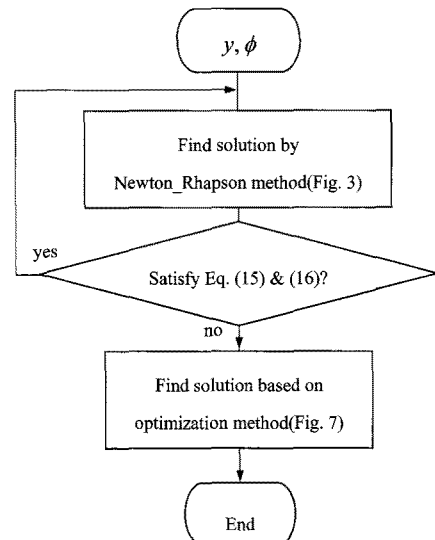 y, ϕ
Find solution by
Newton_Rhapson method(Fig. 3)
yes
Satisfy Eq. (15) & (16)?
no
Find solution based on
optimization method(Fig. 7)
End